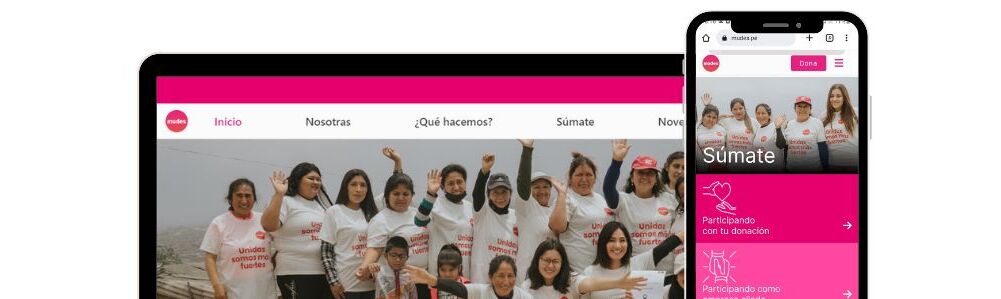 mudes
Inicio
Nosotras
¿Qué hacemos?
Súmate
Nove
Unidas
somos más
fuertes
mudes.pe
mudes
Dona
Súmate
Participando
con tu donación
Participando como